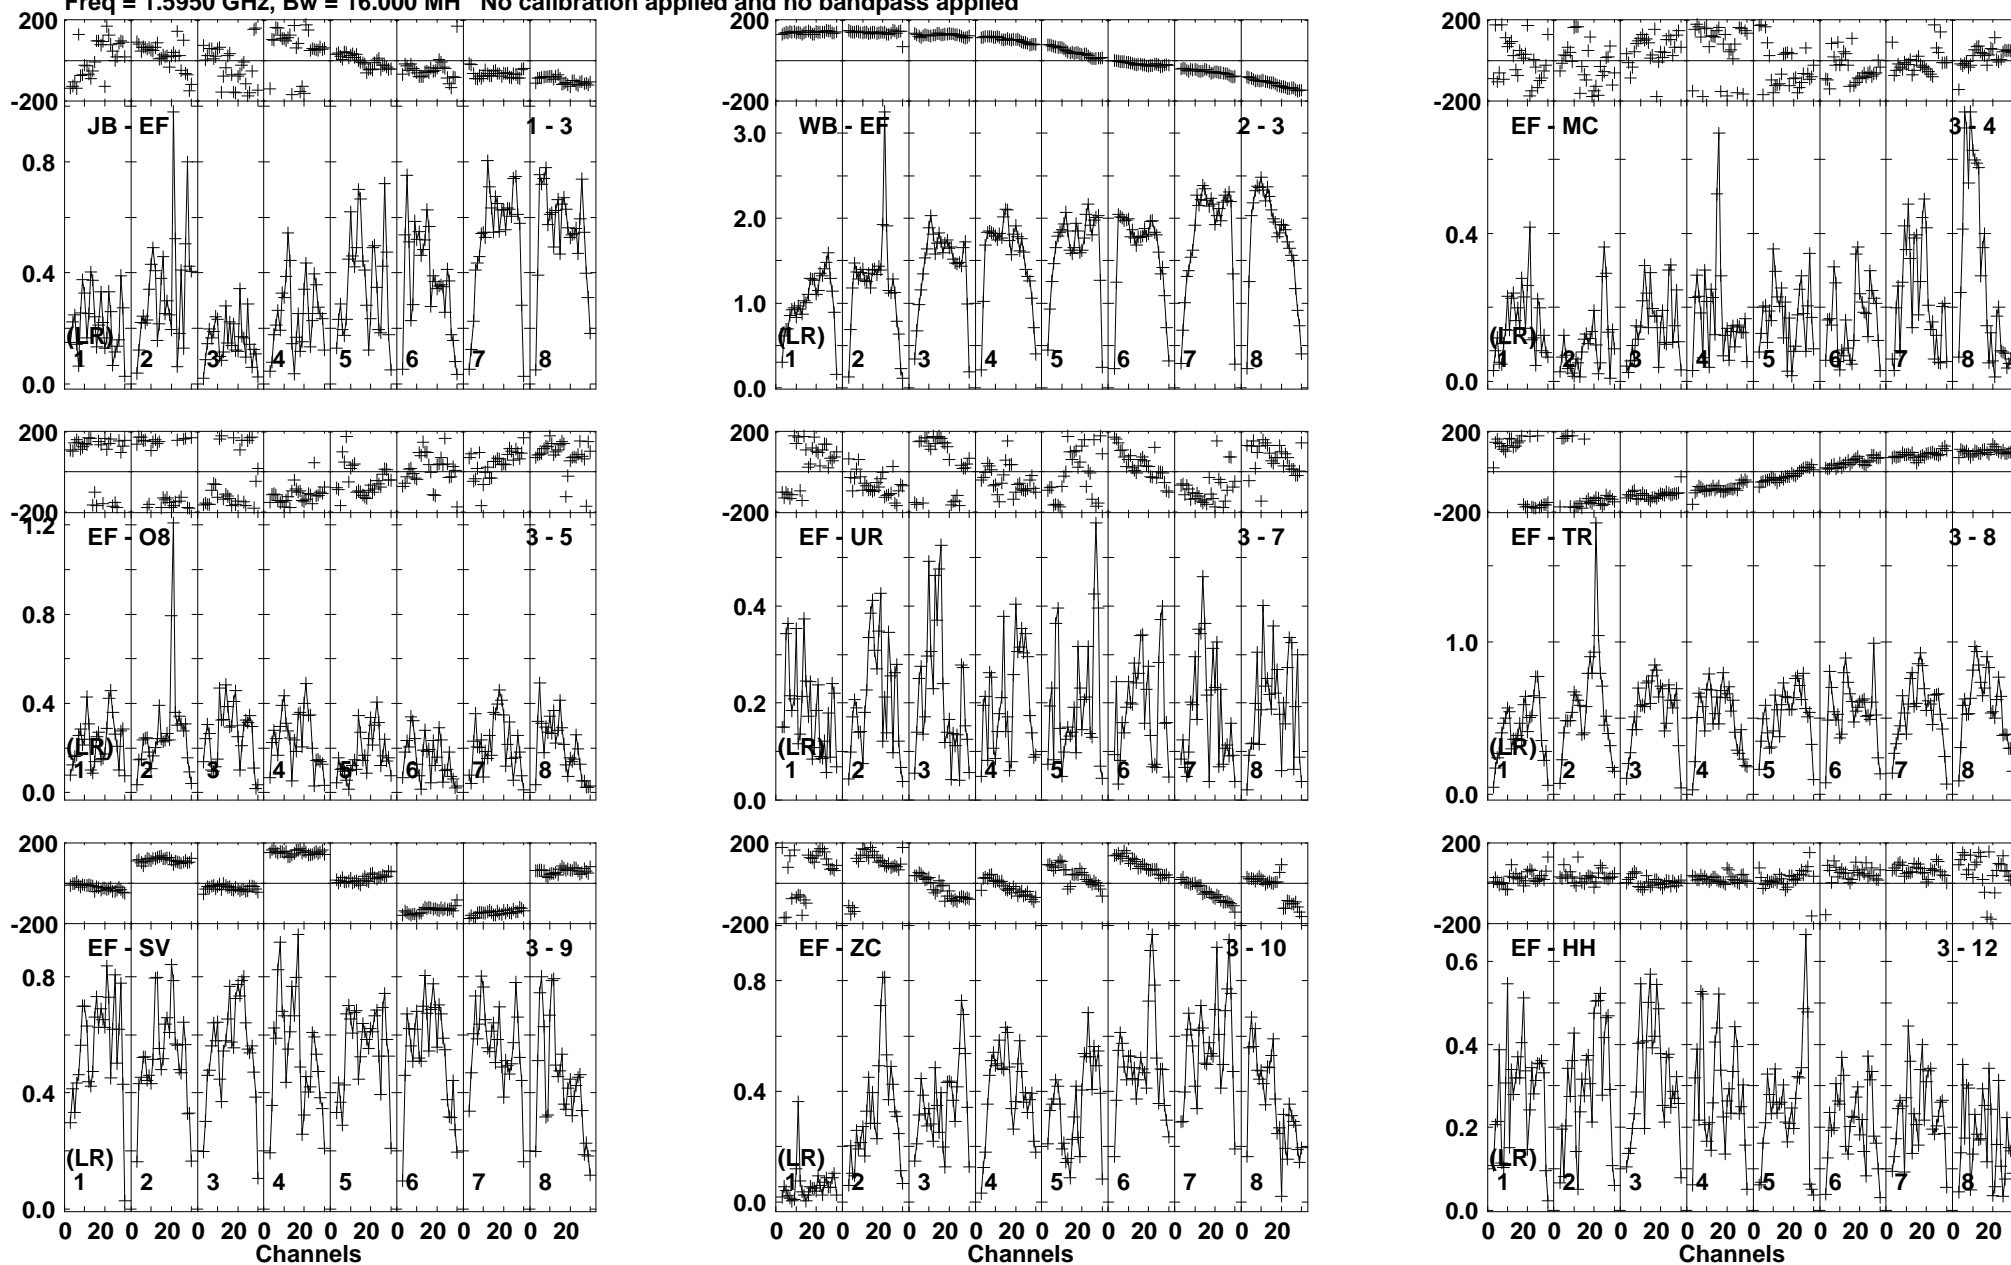 Freq = 1.5950 GHz, Bw = 16.000 MH No calibration applied and no bandpass applied
200
-200
JB - EF
1 - 3
0.8
0.4
0.0
(LR)
1 2 3 4 5 6 7 8
200
-200
WB - EF
2 - 3
3.0
2.0
1.0
0.0
(LR)
1 2 3 4 5 6 7 8
200
-200
EF - MC
3 - 4
0.4
0.0
(LR)
1 2 3 4 5 6 7 8
200
-200
EF - O8
3 - 5
1.2
0.8
0.4
0.0
(LR)
1 2 3 4 5 6 7 8
200
-200
EF - UR
3 - 7
0.4
0.2
0.0
(LR)
1 2 3 4 5 6 7 8
200
-200
EF - TR
3 - 8
1.0
0.0
(LR)
1 2 3 4 5 6 7 8
200
-200
EF - SV
3 - 9
0.8
0.4
0.0
(LR)
1 2 3 4 5 6 7 8
0 20 0 20 0 20 0 20 0 20 0 20 0 20 0 20
Channels
200
-200
EF - ZC
3 - 10
0.8
0.4
0.0
(LR)
1 2 3 4 5 6 7 8
0 20 0 20 0 20 0 20 0 20 0 20 0 20 0 20
Channels
200
-200
EF - HH
3 - 12
0.6
0.4
0.2
0.0
(LR)
1 2 3 4 5 6 7 8
0 20 0 20 0 20 0 20 0 20 0 20 0 20 0 20
Channels